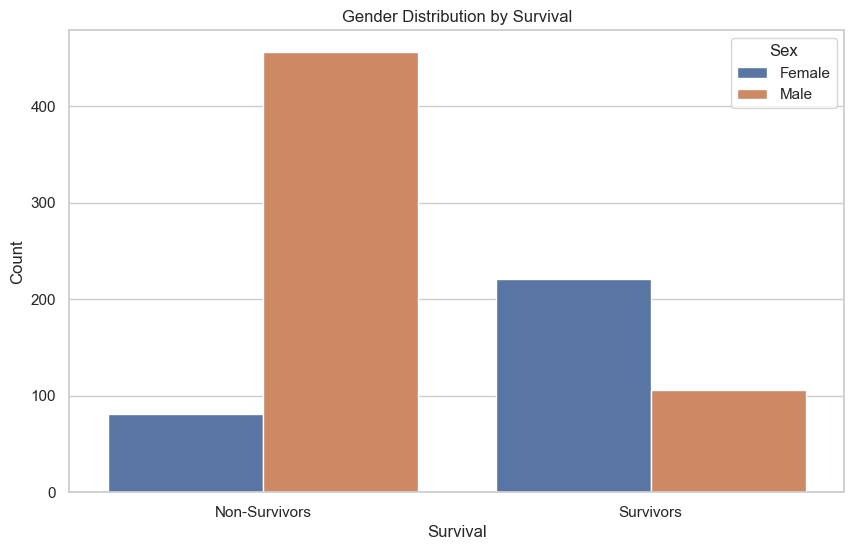 Gender Distribution by Survival
Sex
Female
Male
Count
400
300
200
100
0
Non-Survivors
Survivors
Survival